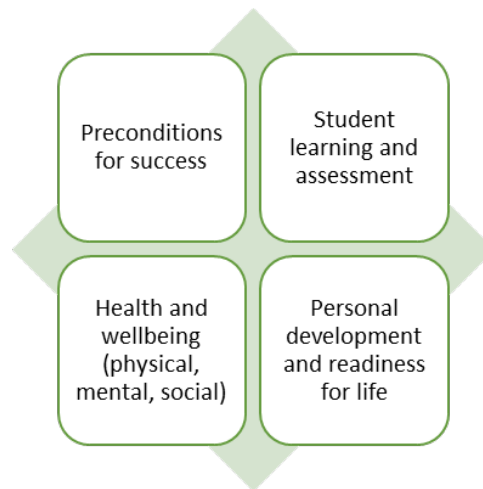 Preconditions
for success
Student
learning and
assessment
Health and
wellbeing
(physical,
mental, social)
Personal
development
and readiness
for life